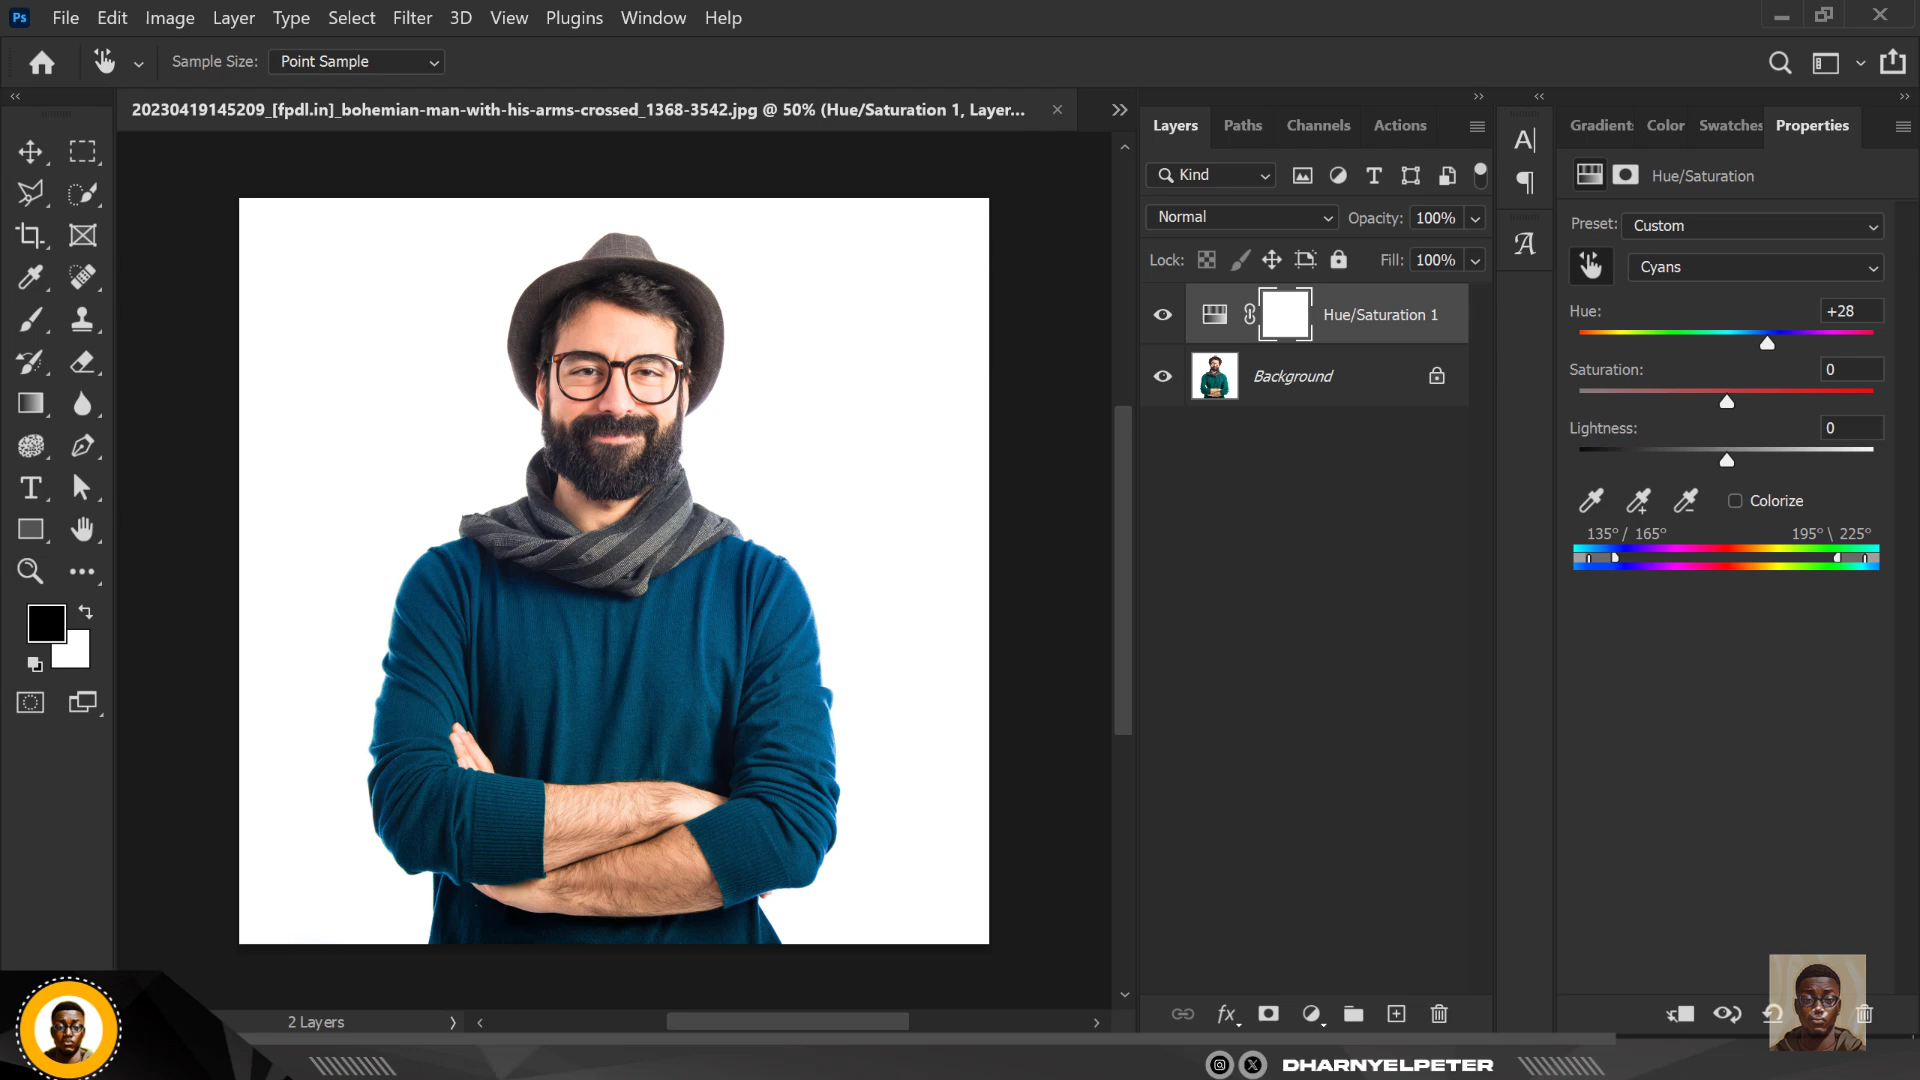 Ps File Edit Image Layer Type Select Filter 3D View Plugins Window Help
Sample Size: Point Sample
20230419145209_[fpdl.in]_bohemian-man-with-his-arms-crossed_1368-3542.jpg @ 50% (Hue/Saturation 1, Layer...
Layers Paths Channels Actions
Kind
Normal Opacity: 100%
Lock: Fill: 100%
Hue/Saturation 1
Background
Gradient Color Swatches Properties
Hue/Saturation
Preset: Custom
Cyans
Hue: +28
Saturation: 0
Lightness: 0
Colorize
135° / 165° 195° \ 225°
2 Layers
fx
DHARNYELPETER